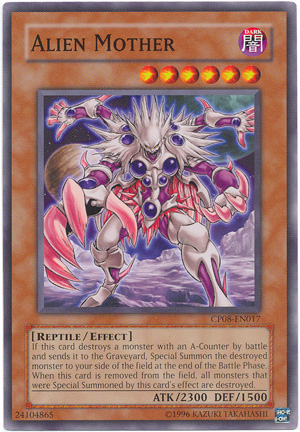 ALIEN MOTHER
DARK
闇
CP08-EN017
[REPTILE / EFFECT]
If this card destroys a monster with an A-Counter by battle
and sends it to the Graveyard, Special Summon the destroyed
monster to your side of the field at the end of the Battle Phase.
When this card is removed from the field, all monsters that
were Special Summoned by this card's effect are destroyed.
ATK/2300 DEF/1500
24104865
©1996 KAZUKI TAKAHASHI